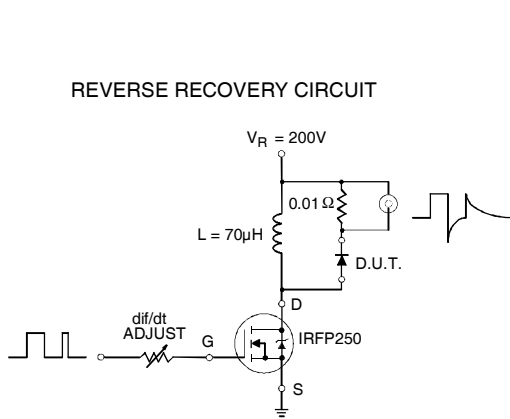 REVERSE RECOVERY CIRCUIT
VR = 200V
0.01 Ω
L = 70µH
D.U.T.
D
dif/dt
ADJUST
G
IRFP250
S